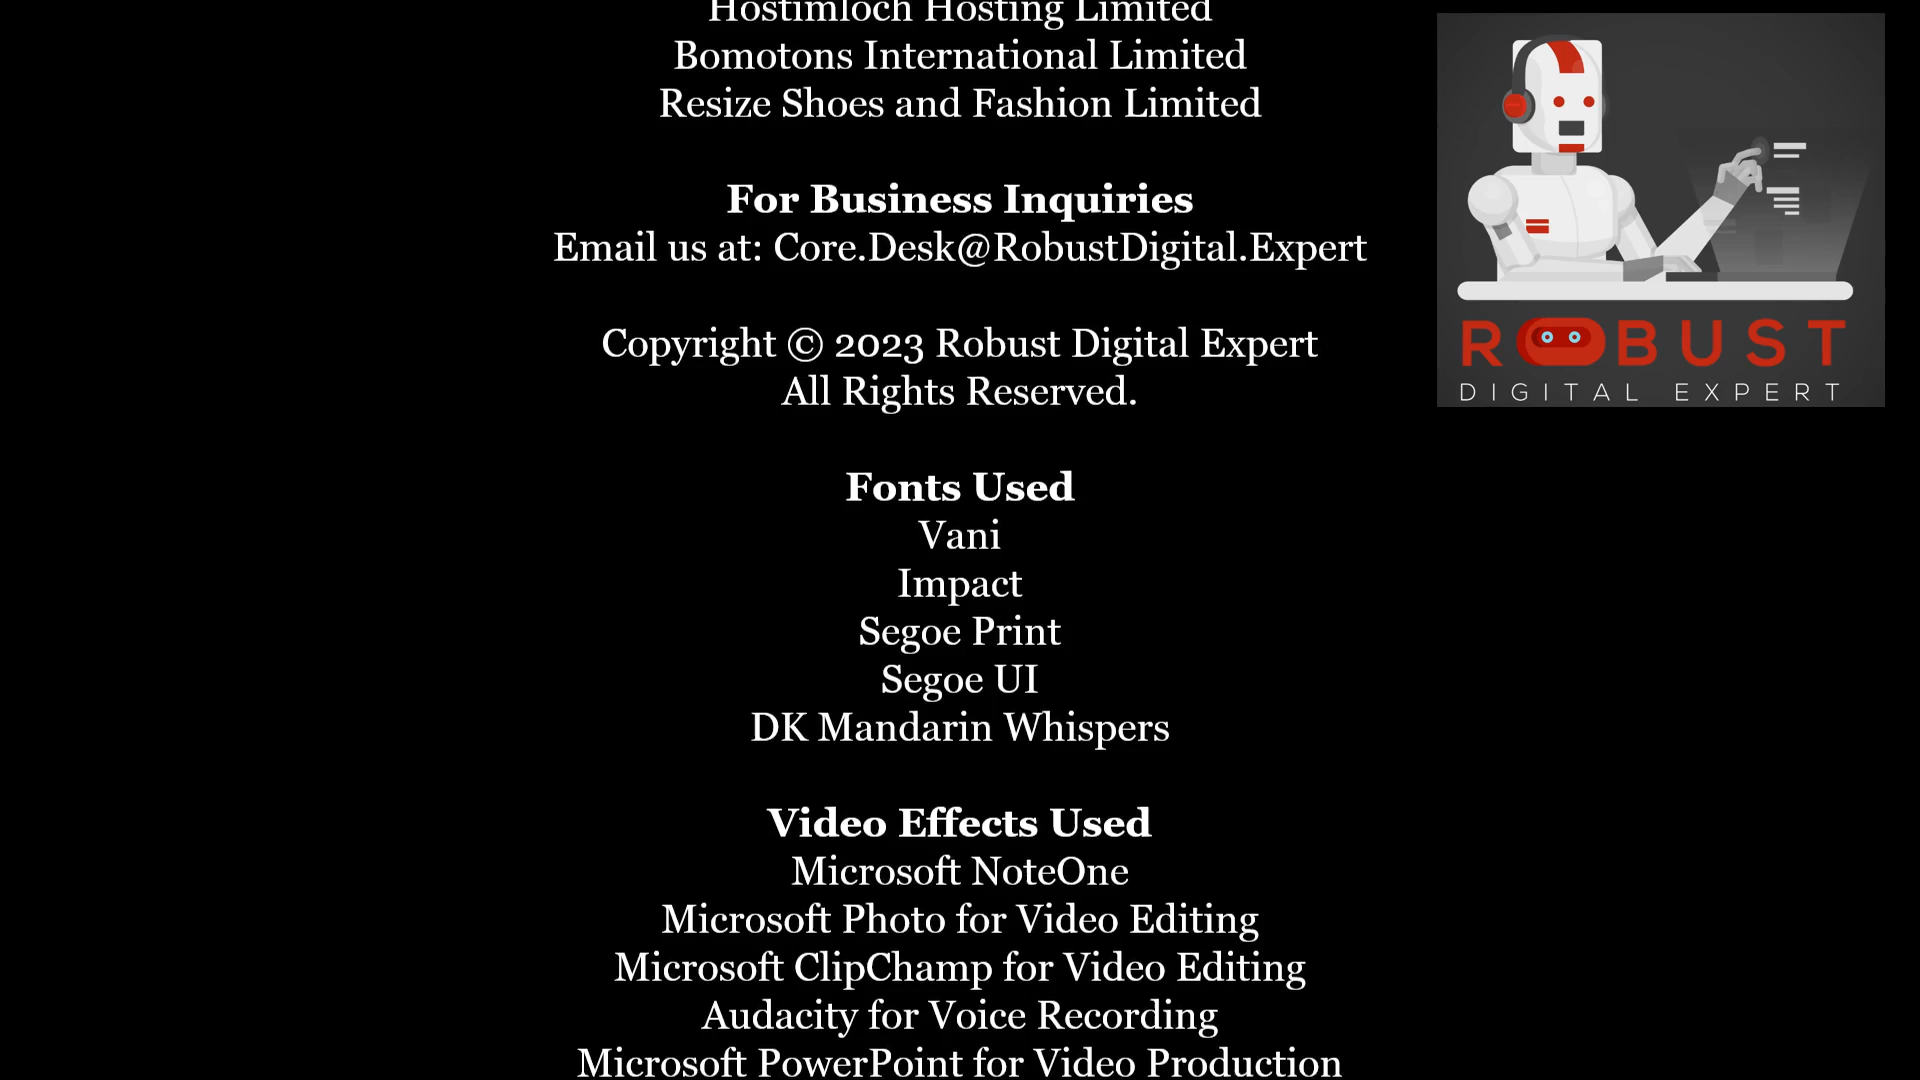 Hostimloch Hosting Limited
Bomotons International Limited
Resize Shoes and Fashion Limited
For Business Inquiries
Email us at: Core.Desk@RobustDigital.Expert
Copyright © 2023 Robust Digital Expert
All Rights Reserved.
Fonts Used
Vani
Impact
Segoe Print
Segoe UI
DK Mandarin Whispers
Video Effects Used
Microsoft NoteOne
Microsoft Photo for Video Editing
Microsoft ClipChamp for Video Editing
Audacity for Voice Recording
Microsoft PowerPoint for Video Production
ROBUST
DIGITAL EXPERT